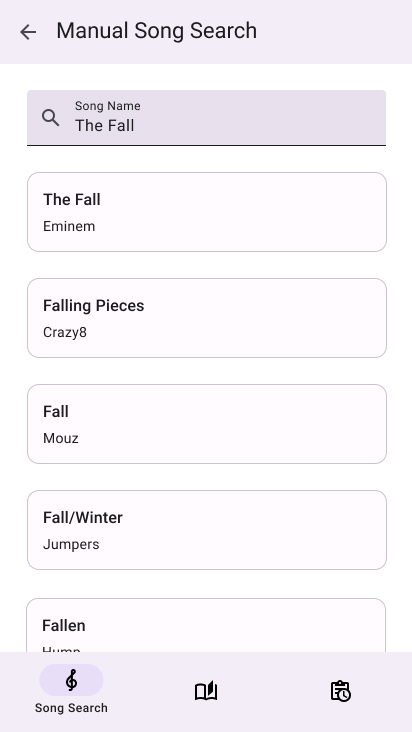 Manual Song Search
Song Name
The Fall
The Fall
Eminem
Falling Pieces
Crazy8
Fall
Mouz
Fall/Winter
Jumpers
Fallen
Hump
Song Search